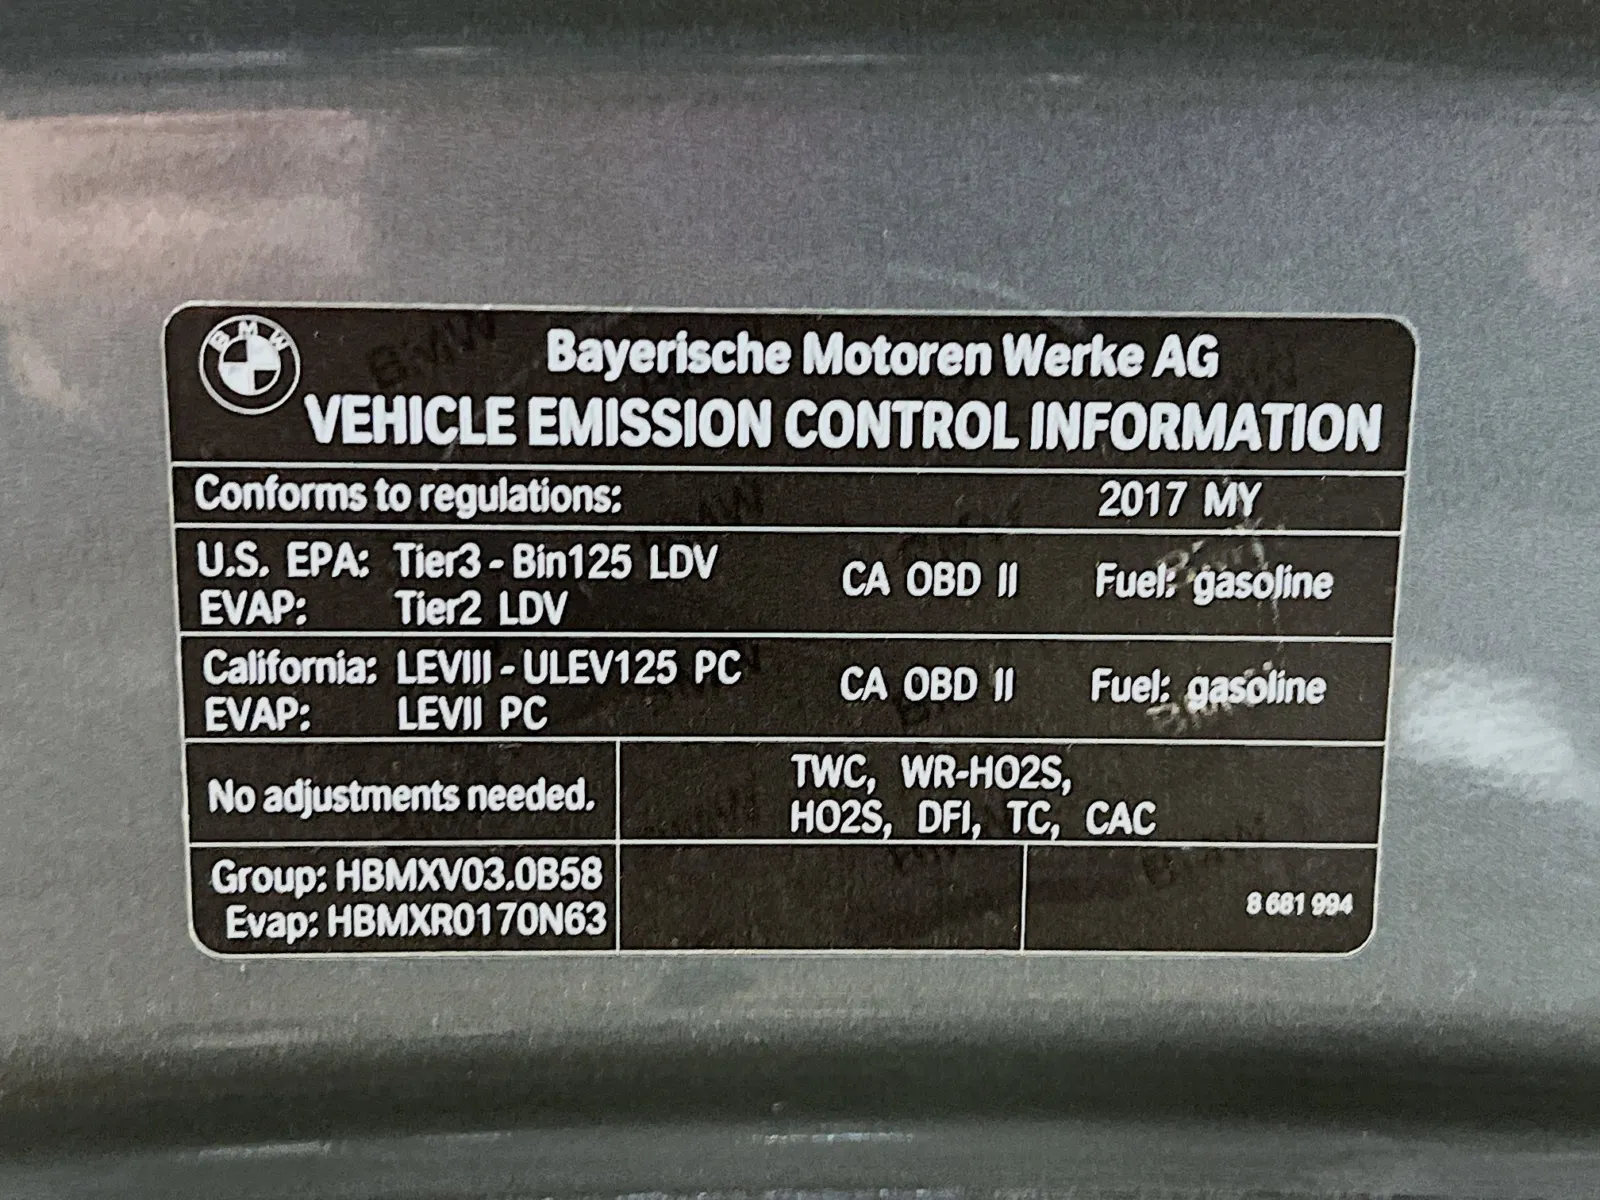 BMW
Bayerische Motoren Werke AG
VEHICLE EMISSION CONTROL INFORMATION
Conforms to regulations: 2017 MY
U.S. EPA: Tier3 - Bin125 LDV CA OBD II Fuel: gasoline
EVAP: Tier2 LDV
California: LEVIII - ULEV125 PC CA OBD II Fuel: gasoline
EVAP: LEVII PC
No adjustments needed.
TWC, WR-HO2S,
HO2S, DFI, TC, CAC
Group: HBMXV03.0B58
Evap: HBMXR0170N63
8 681 994